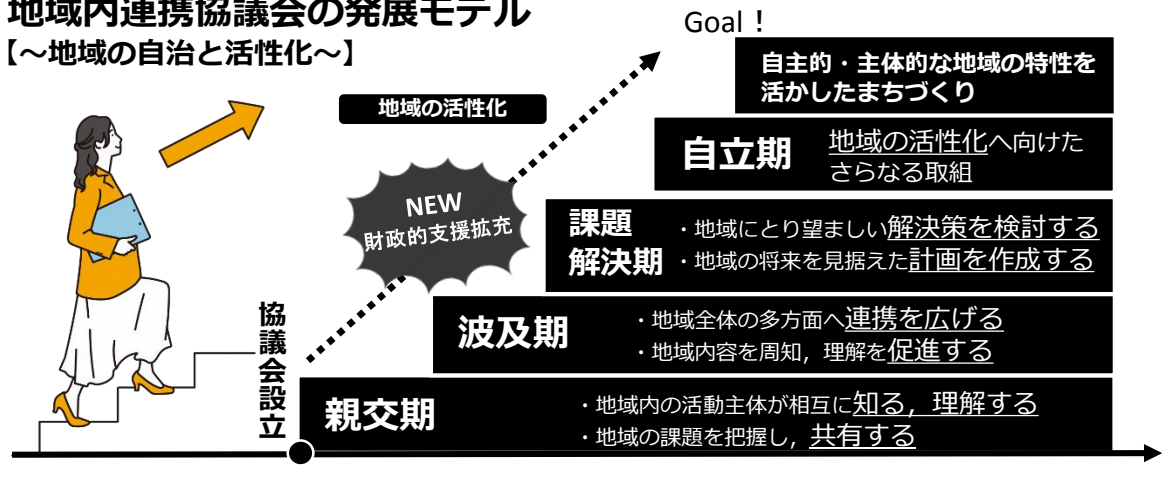 地域内連携協議会の発展モデル
【～地域の自治と活性化～】
Goal！
自主的・主体的な地域の特性を
活かしたまちづくり
地域の活性化
自立期
地域の活性化へ向けた
さらなる取組
NEW
財政的支援拡充
課題
解決期
・地域にとり望ましい解決策を検討する
・地域の将来を見据えた計画を作成する
波及期
・地域全体の多方面へ連携を広げる
・地域内容を周知，理解を促進する
協議会設立
親交期
・地域内の活動主体が相互に知る，理解する
・地域の課題を把握し，共有する